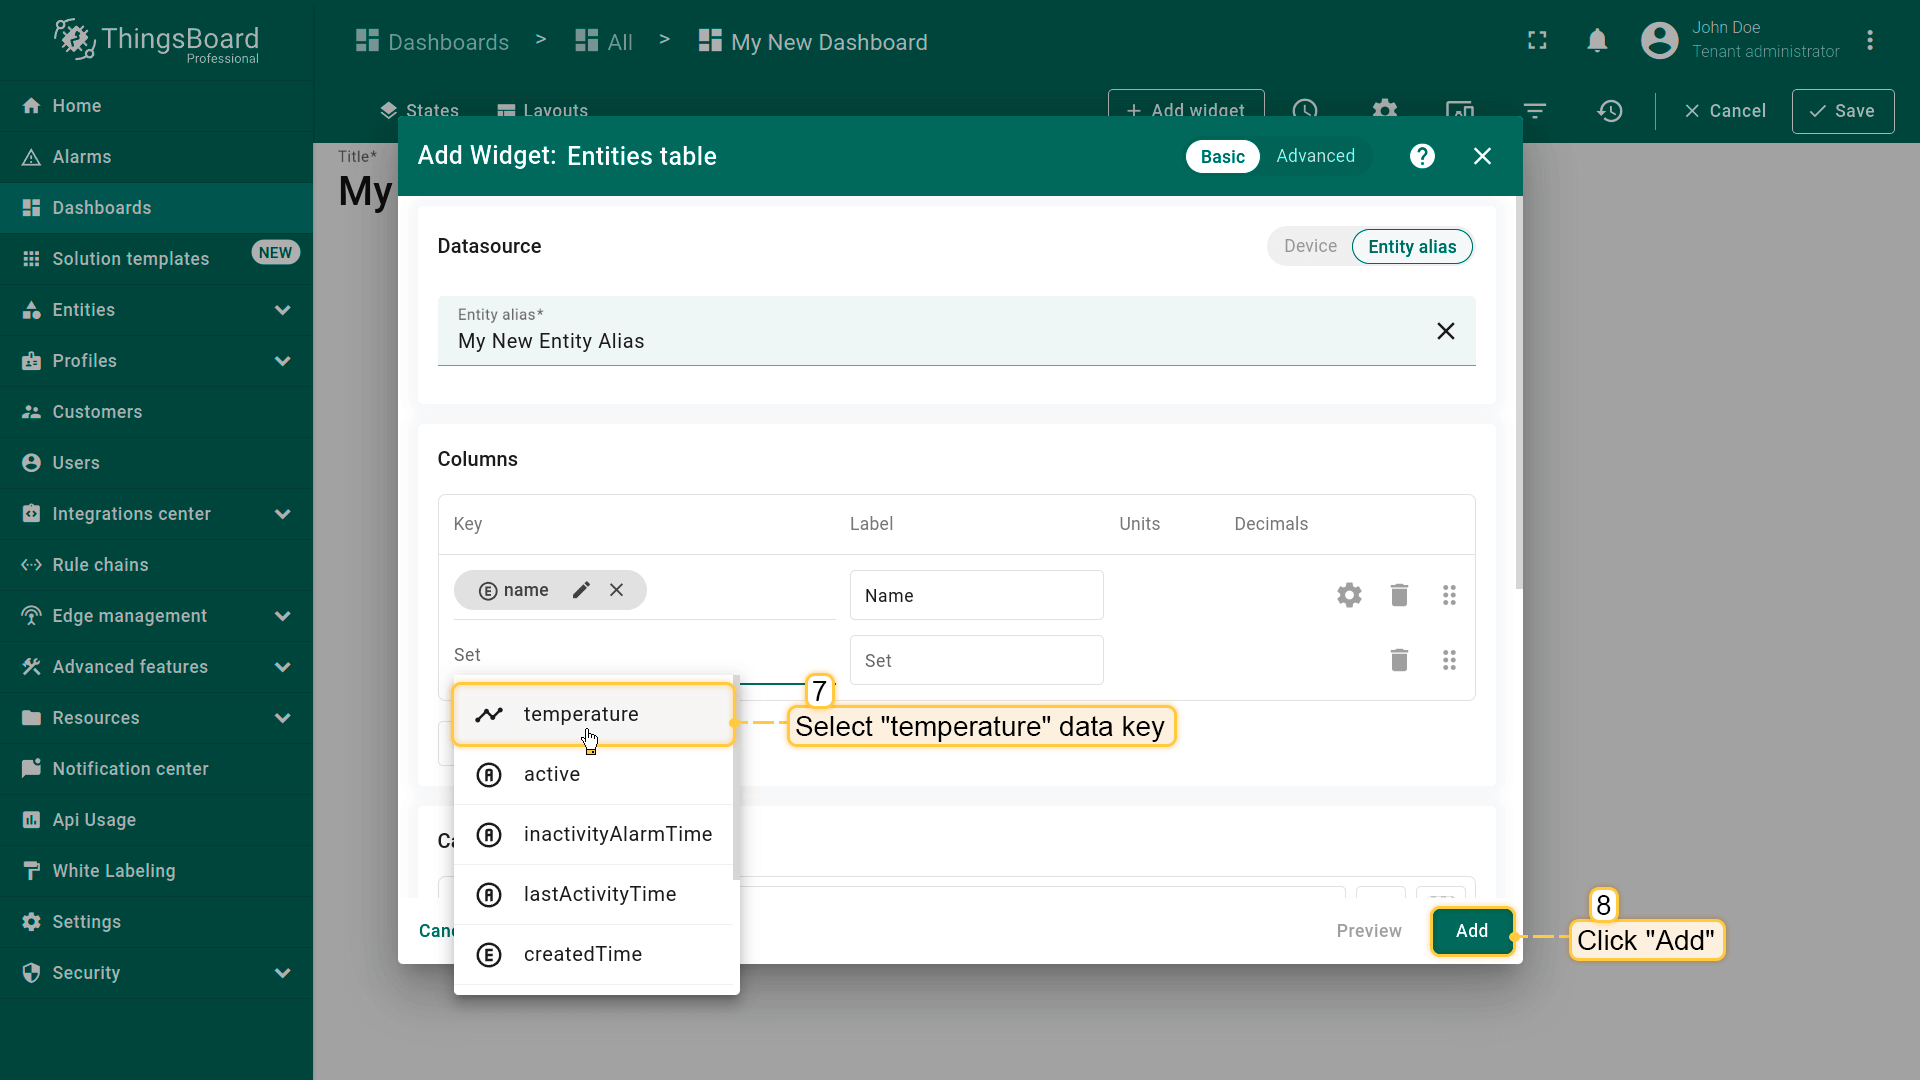 ThingsBoard
Professional
Dashboards > All > My New Dashboard
John Doe
Tenant administrator
Home
Alarms
Dashboards
Solution templates NEW
Entities
Profiles
Customers
Users
Integrations center
Rule chains
Edge management
Advanced features
Resources
Notification center
Api Usage
White Labeling
Settings
Security
States Layouts + Add widget Cancel Save
Title*
My
Add Widget: Entities table Basic Advanced ?
Datasource Device Entity alias
Entity alias*
My New Entity Alias
Columns
Key Label Units Decimals
E name Name
Set Set
temperature
7
Select "temperature" data key
A active
A inactivityAlarmTime
A lastActivityTime
E createdTime
Preview Add
8
Click "Add"